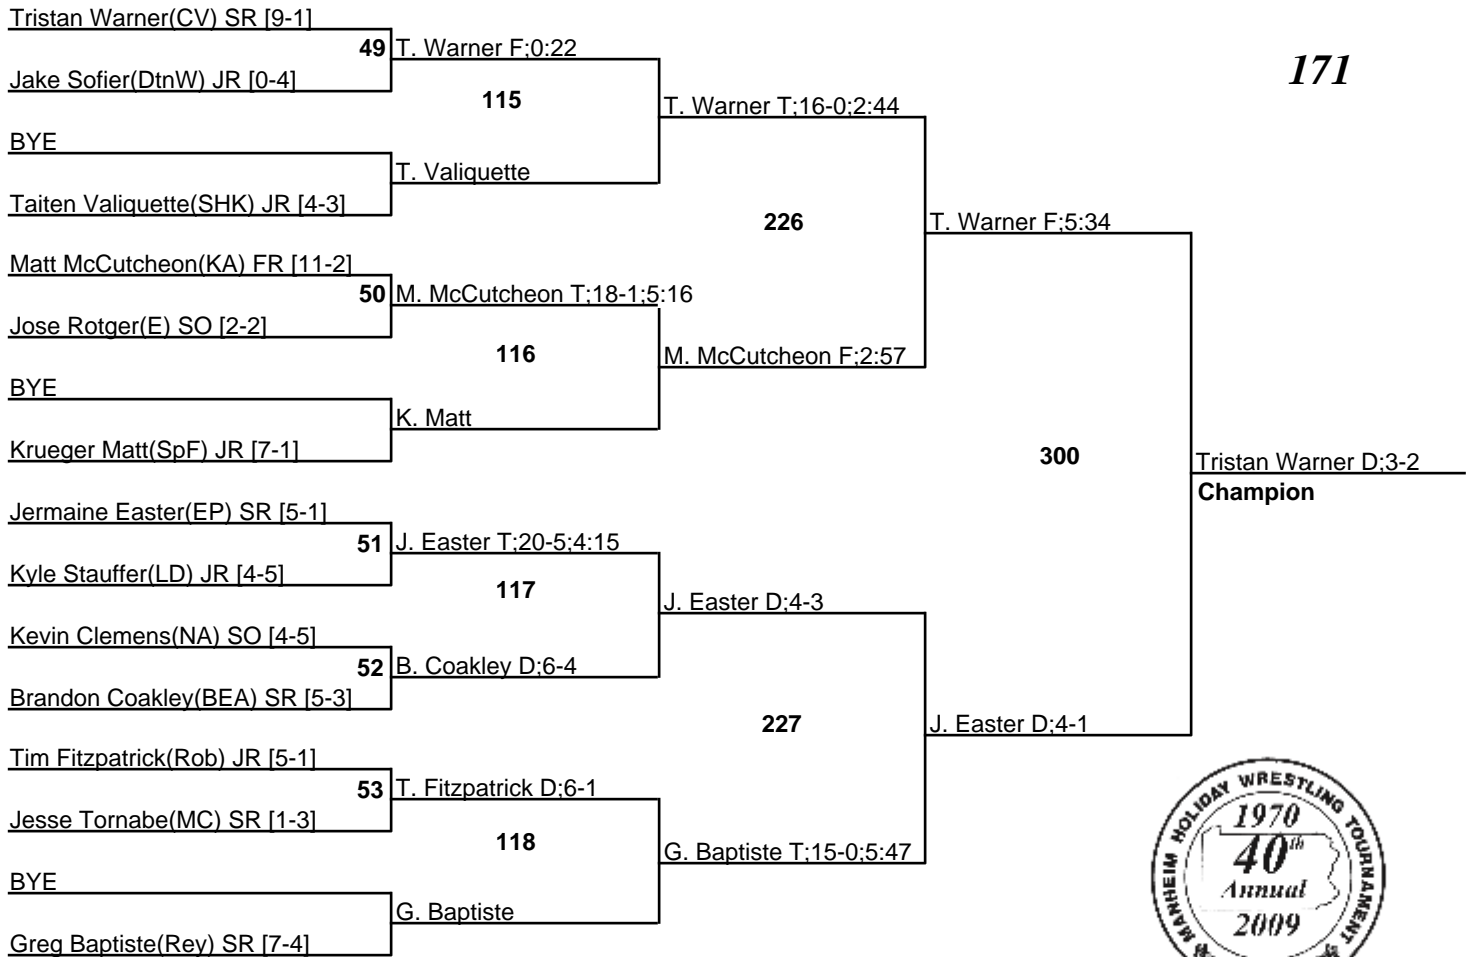 171
Tristan Warner(CV) SR [9-1]
49 T. Warner F;0:22
Jake Sofier(DtnW) JR [0-4]
115
T. Warner T;16-0;2:44
BYE
T. Valiquette
Taiten Valiquette(SHK) JR [4-3]
226
T. Warner F;5:34
Matt McCutcheon(KA) FR [11-2]
50 M. McCutcheon T;18-1;5:16
Jose Rotger(E) SO [2-2]
116
M. McCutcheon F;2:57
BYE
K. Matt
Krueger Matt(SpF) JR [7-1]
300
Tristan Warner D;3-2
Champion
Jermaine Easter(EP) SR [5-1]
51 J. Easter T;20-5;4:15
Kyle Stauffer(LD) JR [4-5]
117
J. Easter D;4-3
Kevin Clemens(NA) SO [4-5]
52 B. Coakley D;6-4
Brandon Coakley(BEA) SR [5-3]
227
J. Easter D;4-1
Tim Fitzpatrick(Rob) JR [5-1]
53 T. Fitzpatrick D;6-1
Jesse Tornabe(MC) SR [1-3]
118
G. Baptiste T;15-0;5:47
BYE
G. Baptiste
Greg Baptiste(Rey) SR [7-4]
MANHEIM HOLIDAY WRESTLING TOURNAMENT
1970
40th
Annual
2009